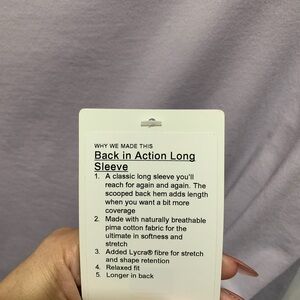 WHY WE MADE THIS
Back in Action Long
Sleeve
1. A classic long sleeve you'll
reach for again and again. The
scooped back hem adds length
when you want a bit more
coverage
2. Made with naturally breathable
pima cotton fabric for the
ultimate in softness and
stretch
3. Added Lycra® fibre for stretch
and shape retention
4. Relaxed fit
5. Longer in back